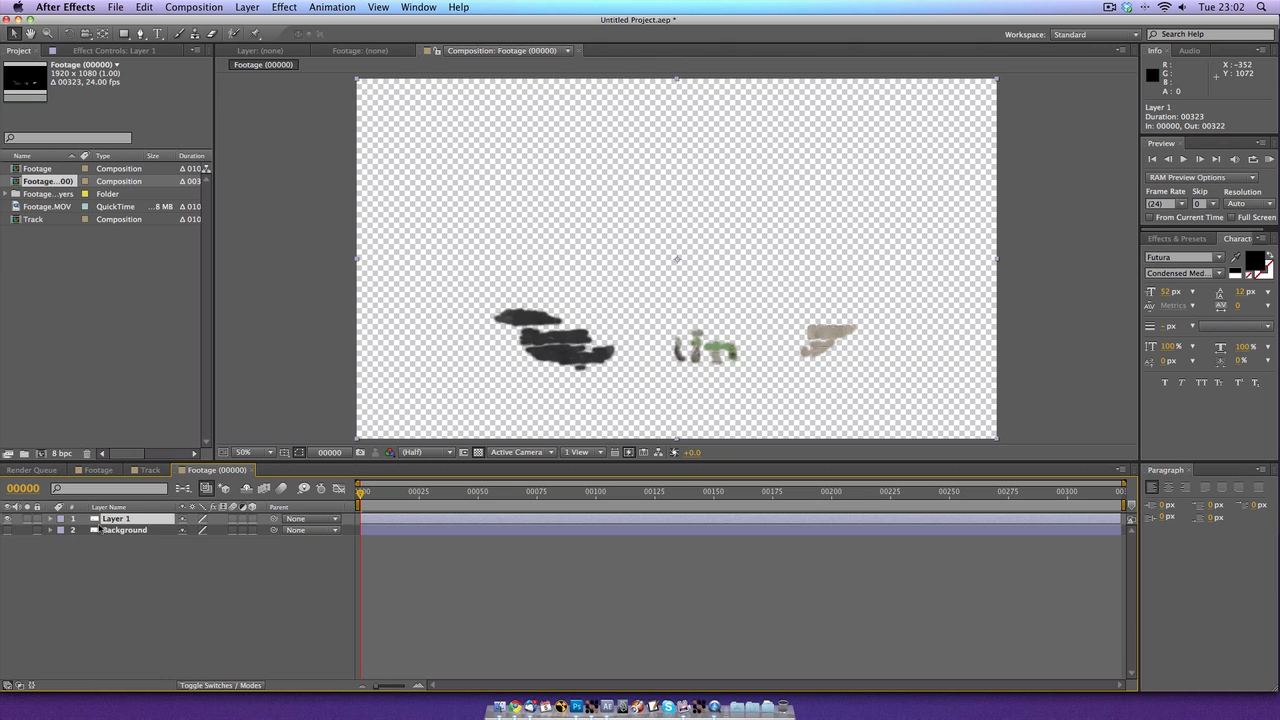 After Effects File Edit Composition Layer Effect Animation View Window Help Tue 23:02
Untitled Project.aep *
Workspace: Standard Search Help
Project Effect Controls: Layer 1 Layer: (none) Footage: (none) Composition: Footage (00000) Info Audio
Footage (00000)
Footage (00000)
1920 x 1080 (1.00)
Δ 00323, 24.00 fps
R :
G :
B :
A : 0
X : -352
Y : 1072
Layer 1
Duration: 00323
In: 00000, Out: 00322
Preview
RAM Preview Options
Frame Rate Skip Resolution
(24) 0 Auto
From Current Time Full Screen
Name Type Size Duration
Footage Composition Δ 010
Footage...00) Composition Δ 003
Footage...yers Folder
Footage.MOV QuickTime ...8 MB Δ 010
Track Composition Δ 010
Effects & Presets Charact
Futura
Condensed Med...
52 px 12 px
Metrics 0
- px
100% 100%
0 px 0 %
T T TT Tt T¹ T₁
8 bpc
50% 00000 (Half) Active Camera 1 View +0.0
Render Queue Footage Track Footage (00000)
Paragraph
00000
00 00025 00050 00075 00100 00125 00150 00175 00200 00225 00250 00275 00300
# Layer Name Parent
1 Layer 1 None
2 Background None
0 px 0 px 0 px
0 px 0 px
Toggle Switches / Modes